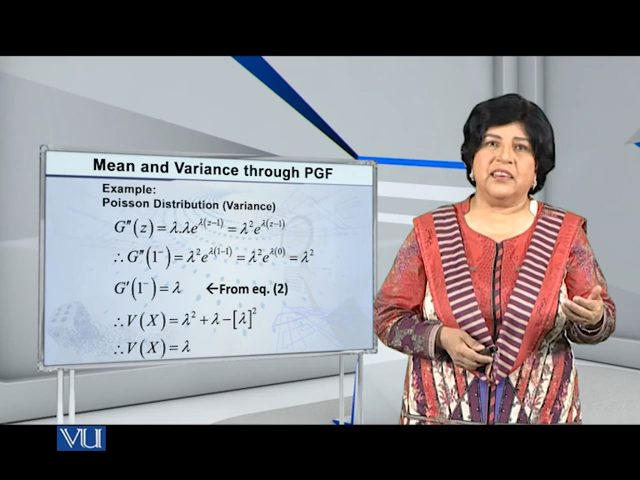 Mean and Variance through PGF
Example:
Poisson Distribution (Variance)
G″(z) = λ.λe^{λ(z−1)} = λ²e^{λ(z−1)}
∴G″(1⁻) = λ²e^{λ(1−1)} = λ²e^{λ(0)} = λ²
G′(1⁻) = λ ←From eq. (2)
∴V(X) = λ² + λ − [λ]²
∴V(X) = λ
VU